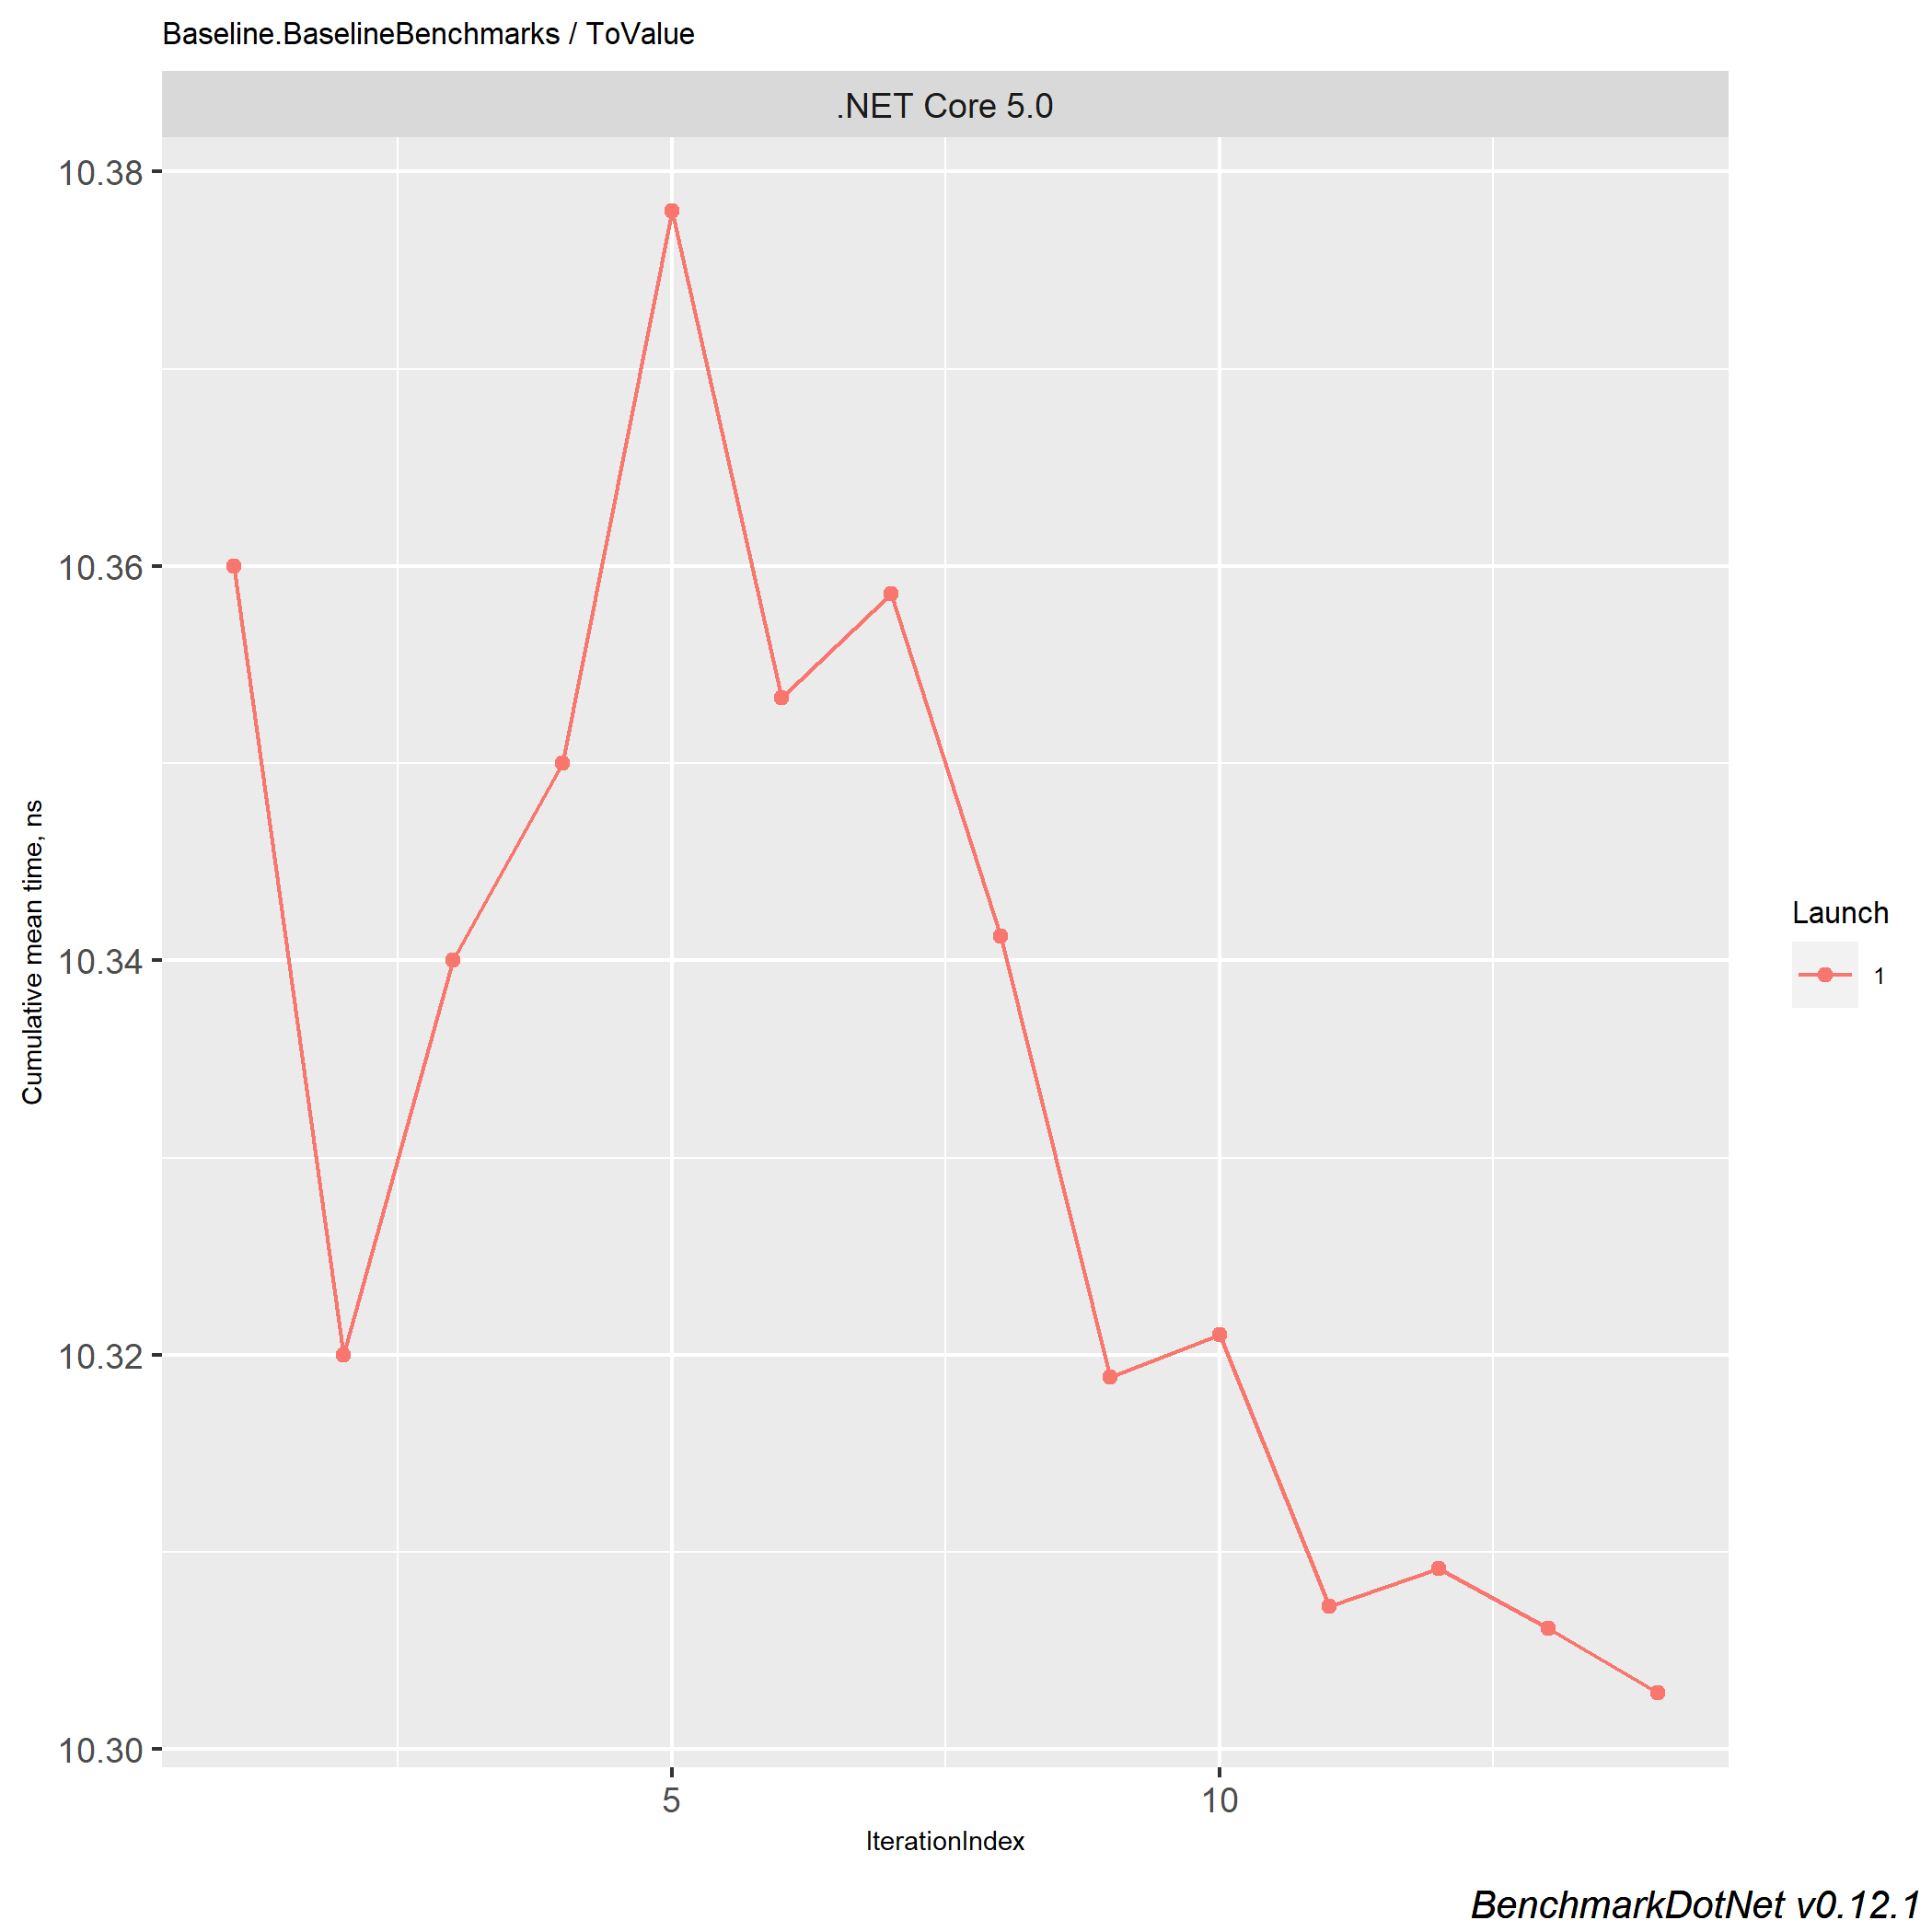 Baseline.BaselineBenchmarks / ToValue
.NET Core 5.0
10.38
10.36
10.34
10.32
10.30
Cumulative mean time, ns
5
10
IterationIndex
Launch
1
BenchmarkDotNet v0.12.1